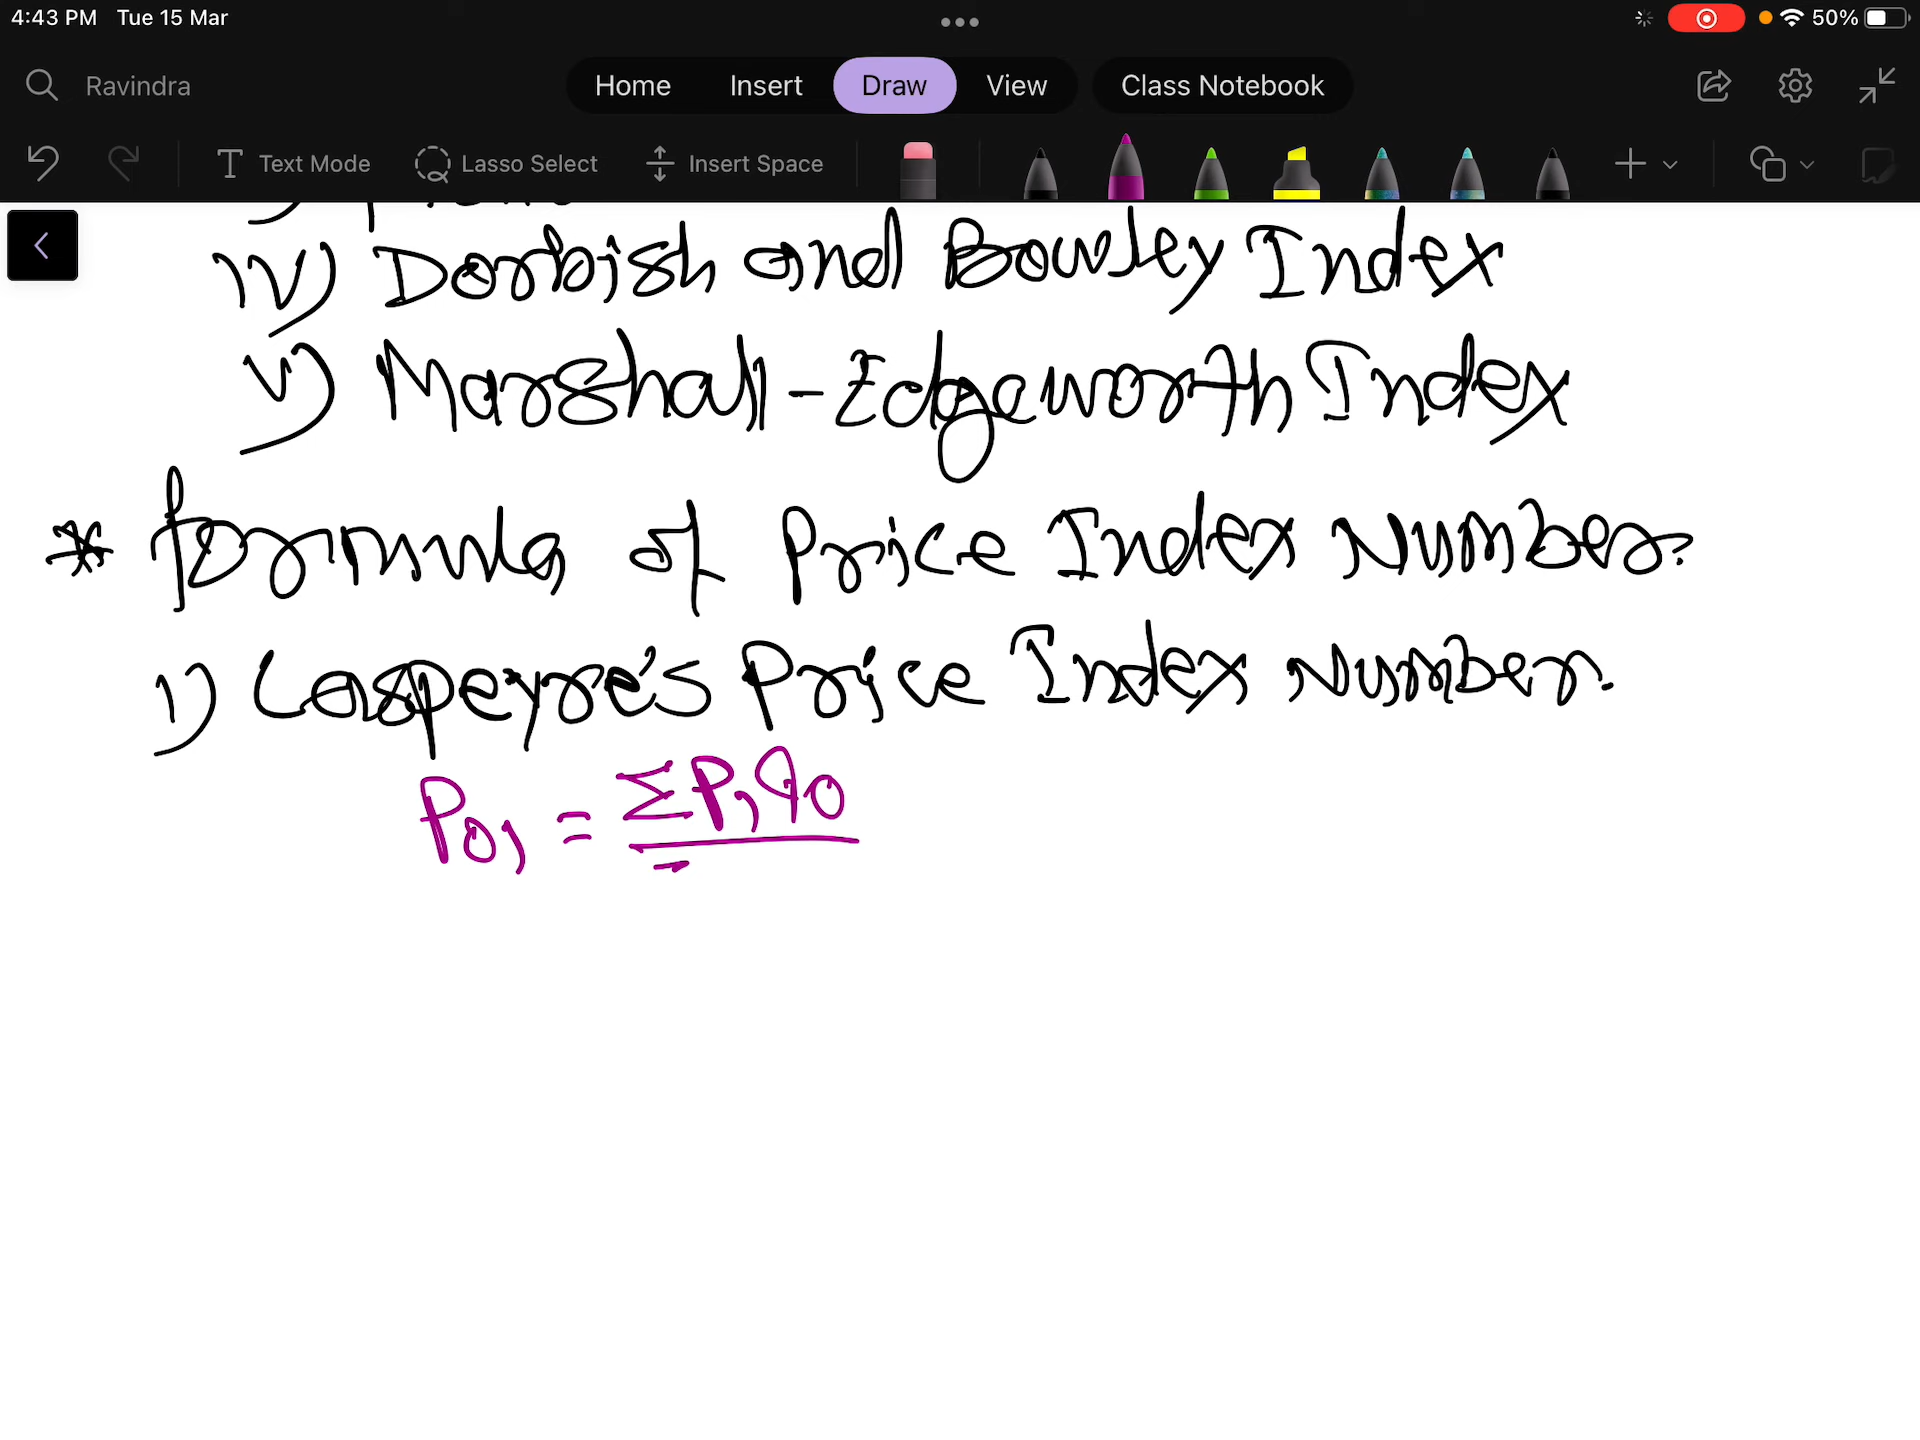 4:43 PM Tue 15 Mar 50%
Ravindra Home Insert Draw View Class Notebook
T Text Mode Lasso Select Insert Space
iv) Dorbish and Bowley Index
v) Marshall-Edgeworth Index
* Formula of Price Index Number:
1) Laspeyre's Price Index Number.
P₀₁ = Σ P₁ q₀